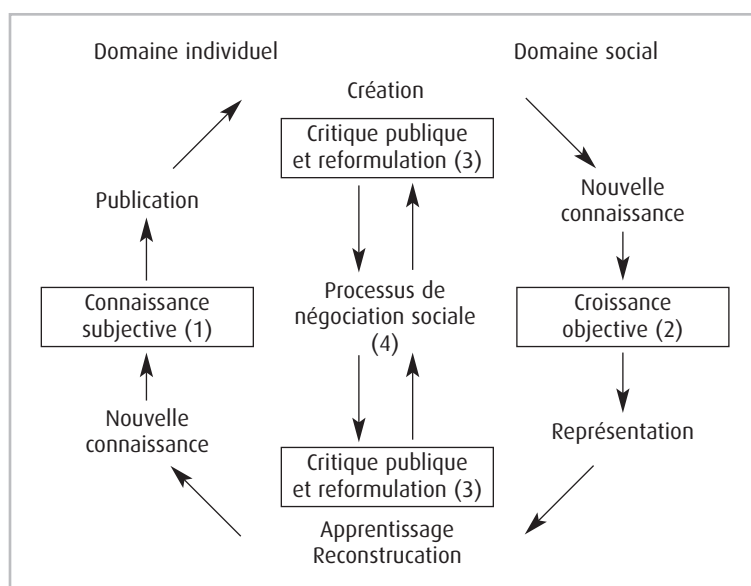 Domaine individuel
Domaine social
Création
Critique publique
et reformulation (3)
Publication
Nouvelle
connaissance
Connaissance
subjective (1)
Processus de
négociation sociale
(4)
Croissance
objective (2)
Nouvelle
connaissance
Représentation
Critique publique
et reformulation (3)
Apprentissage
Reconstrucation